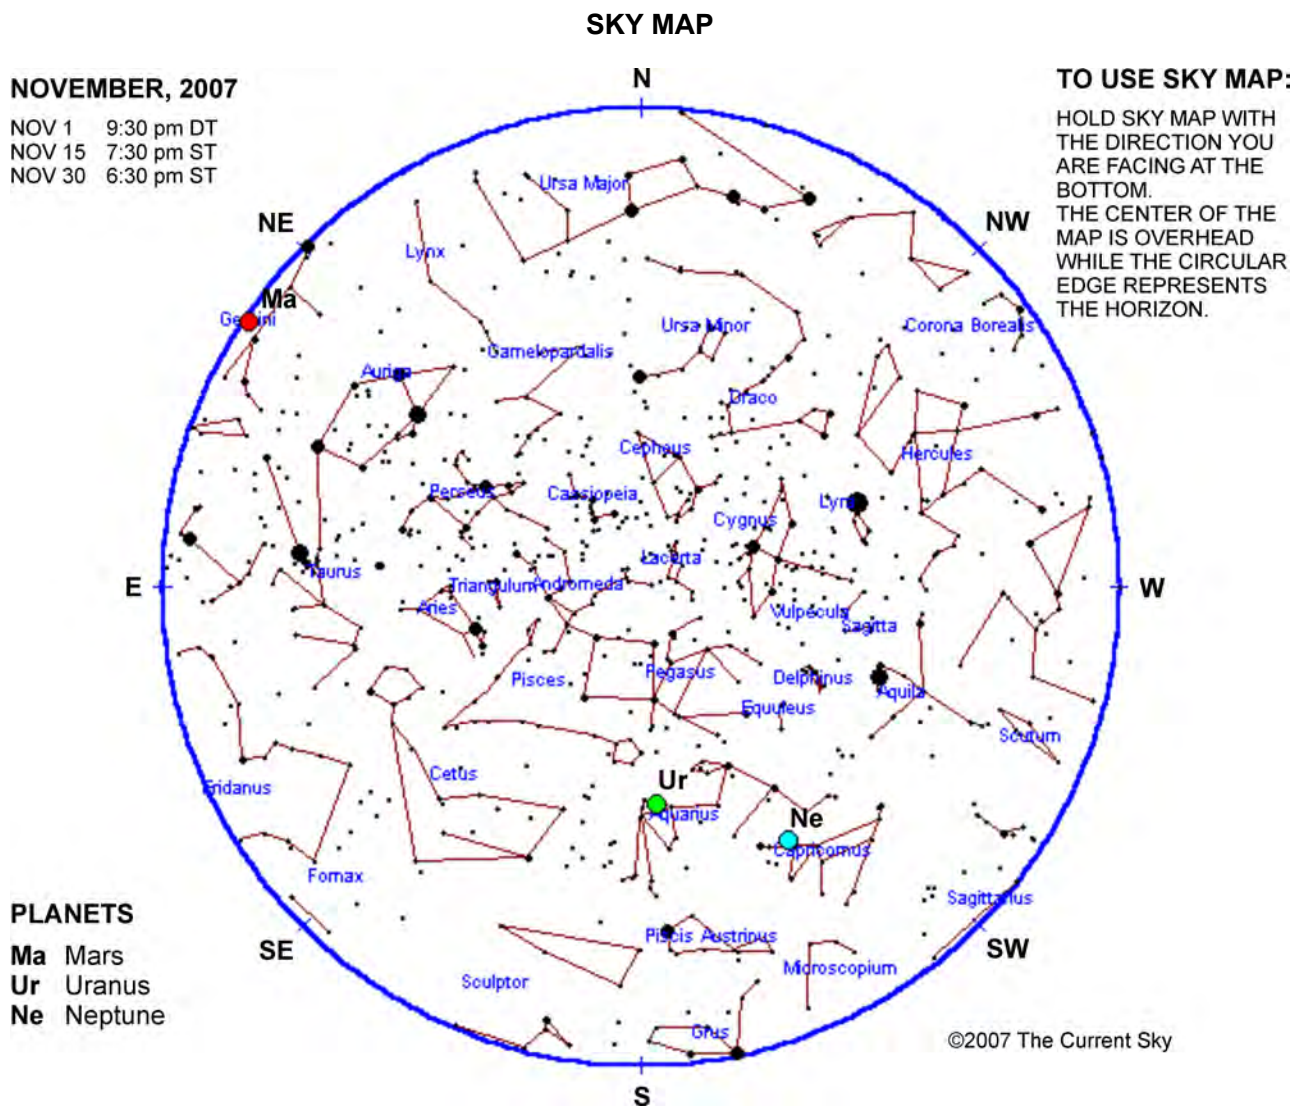 SKY MAP
NOVEMBER, 2007
NOV 1 9:30 pm DT
NOV 15 7:30 pm ST
NOV 30 6:30 pm ST
TO USE SKY MAP:
HOLD SKY MAP WITH
THE DIRECTION YOU
ARE FACING AT THE
BOTTOM.
THE CENTER OF THE
MAP IS OVERHEAD
WHILE THE CIRCULAR
EDGE REPRESENTS
THE HORIZON.
N
NE
NW
Ursa Major
Lynx
Ma
Gemini
Ursa Minor
Corona Borealis
Camelopardalis
Auriga
Draco
Cepheus
Hercules
Perseus
Cassiopeia
Lyra
Cygnus
Lacerta
Taurus
Triangulum
Andromeda
E
W
Aries
Vulpecula
Sagitta
Pisces
Pegasus
Delphinus
Aquila
Equuleus
Scutum
Cetus
Ur
Eridanus
Aquarius
Ne
Capricornus
Fornax
Sagittarius
SE
SW
Piscis Austrinus
Microscopium
Sculptor
Grus
S
PLANETS
Ma Mars
Ur Uranus
Ne Neptune
©2007 The Current Sky